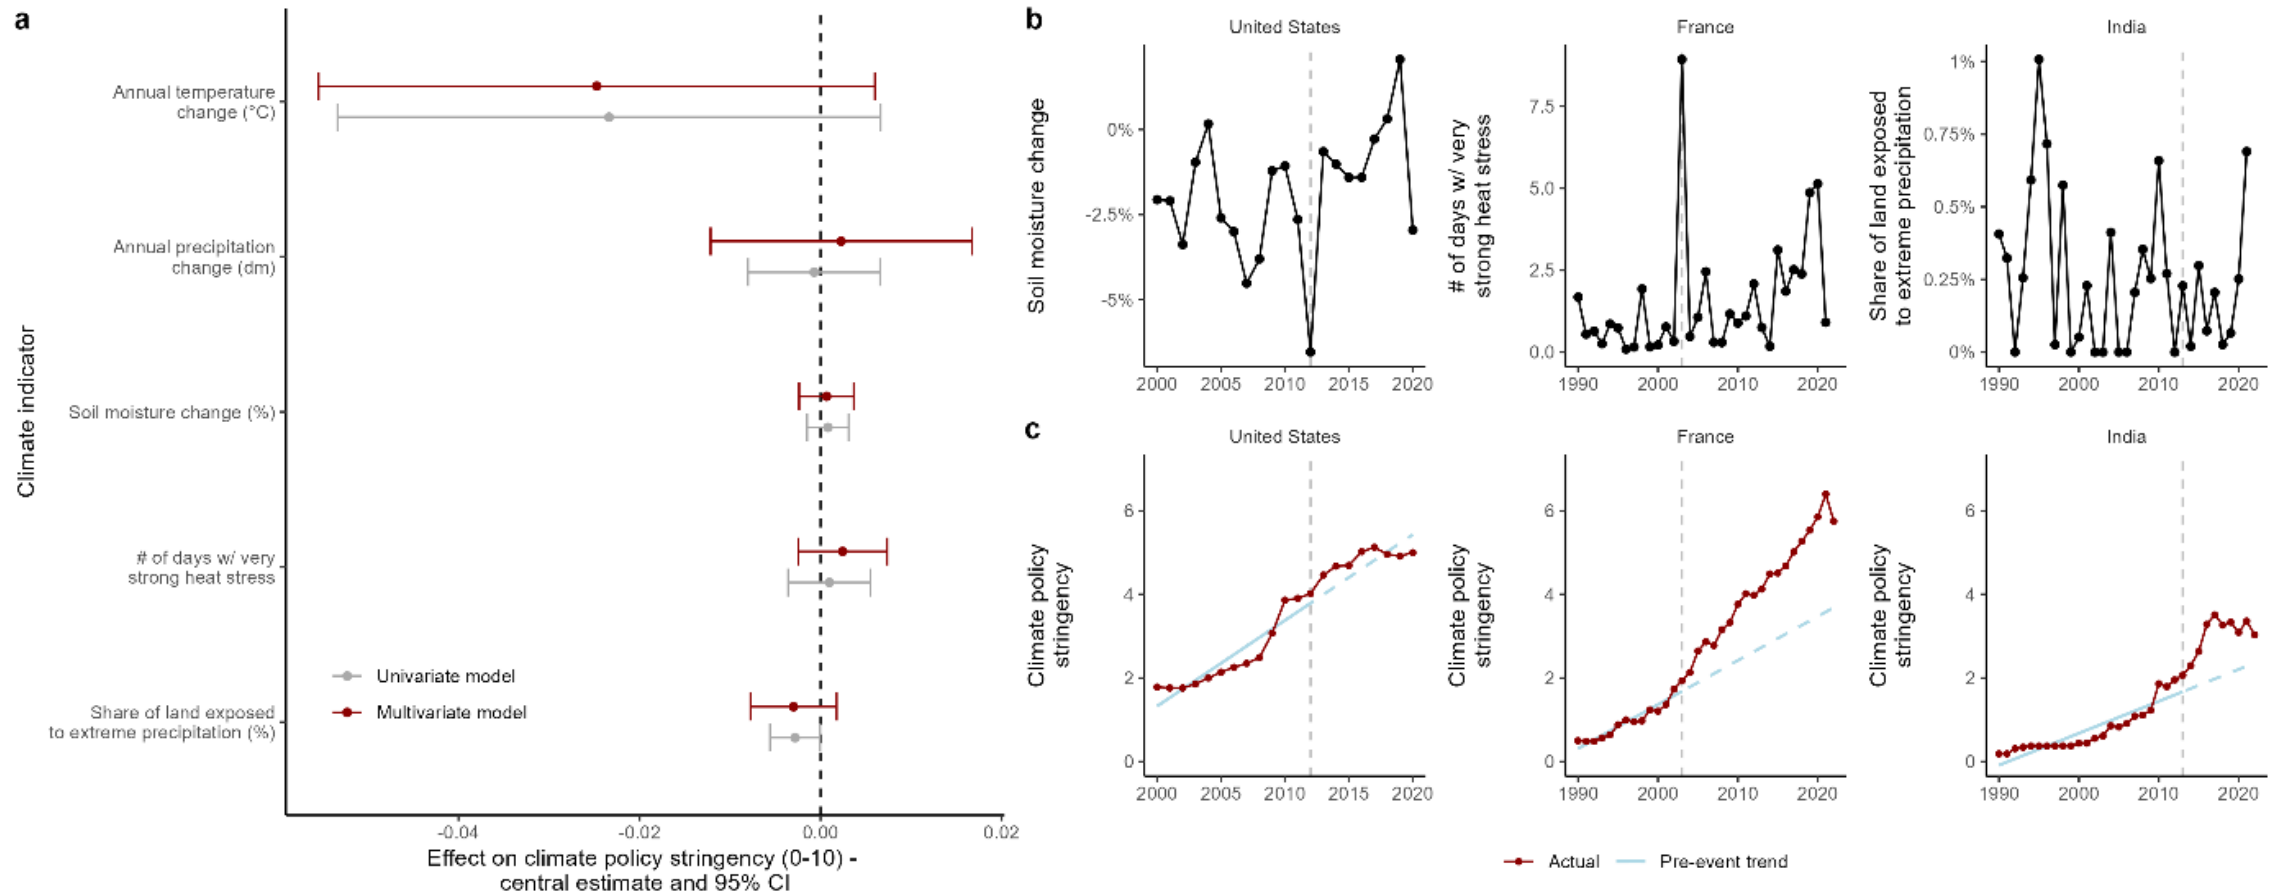 a
Climate indicator
Annual temperature
change (°C)
Annual precipitation
change (dm)
Soil moisture change (%)
# of days w/ very
strong heat stress
Share of land exposed
to extreme precipitation (%)
Univariate model
Multivariate model
-0.04
-0.02
0.00
0.02
Effect on climate policy stringency (0-10) -
central estimate and 95% CI
b
United States
Soil moisture change
0%
-2.5%
-5%
2000
2005
2010
2015
2020
France
# of days w/ very
strong heat stress
7.5
5.0
2.5
0.0
1990
2000
2010
2020
India
Share of land exposed
to extreme precipitation
1%
0.75%
0.5%
0.25%
0%
1990
2000
2010
2020
c
United States
Climate policy
stringency
6
4
2
0
2000
2005
2010
2015
2020
France
Climate policy
stringency
6
4
2
0
1990
2000
2010
2020
India
Climate policy
stringency
6
4
2
0
1990
2000
2010
2020
Actual
Pre-event trend